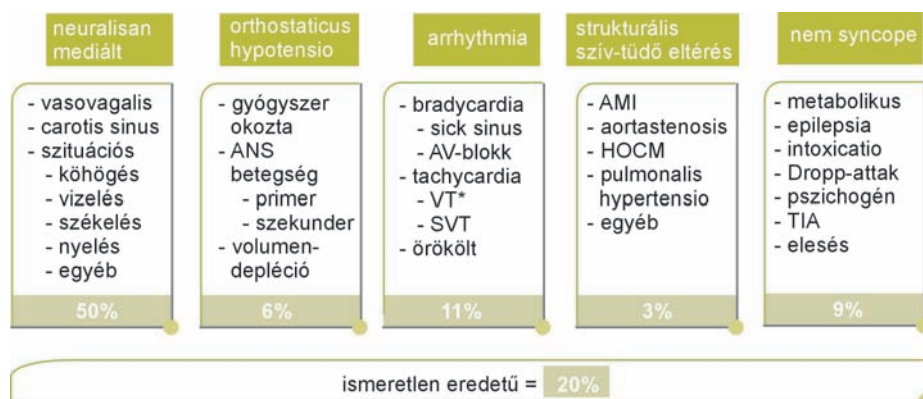 neuralisan
mediált
- vasovagalis
- carotis sinus
- szituációs
- köhögés
- vizelés
- székelés
- nyelés
- egyéb
50%
orthostaticus
hypotensio
- gyógyszer
okozta
- ANS
betegség
- primer
- szekunder
- volumen-
depléció
6%
arrhythmia
- bradycardia
- sick sinus
- AV-blokk
- tachycardia
- VT*
- SVT
- örökölt
11%
strukturális
szív-tüdő eltérés
- AMI
- aortastenosis
- HOCM
- pulmonalis
hypertensio
- egyéb
3%
nem syncope
- metabolikus
- epilepsia
- intoxicatio
- Dropp-attak
- pszichogén
- TIA
- elesés
9%
ismeretlen eredetű = 20%